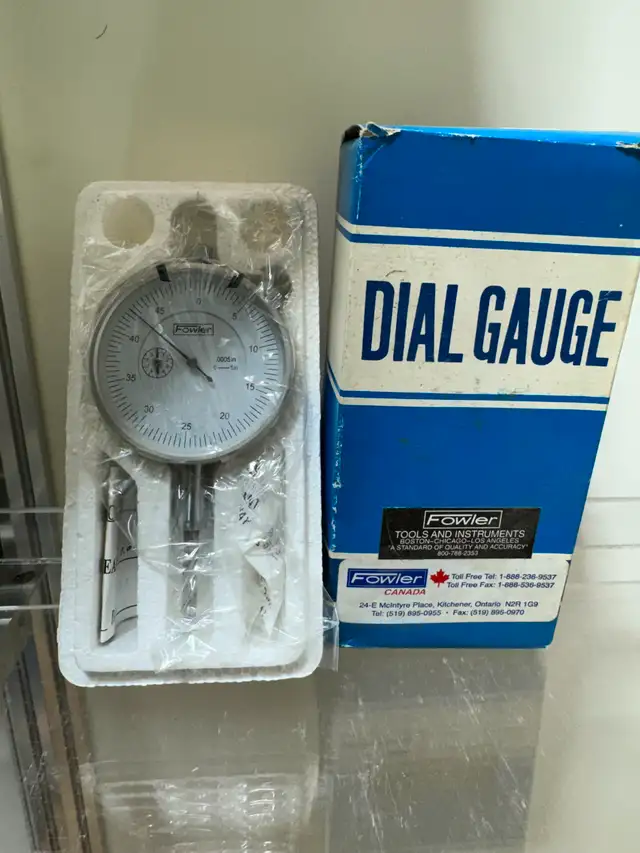 0
5
10
15
20
25
30
35
40
45
Fowler
.0005IN
DIAL GAUGE
Fowler
TOOLS AND INSTRUMENTS
BOSTON-CHICAGO-LOS ANGELES
"A STANDARD OF QUALITY AND ACCURACY"
800-788-2353
Fowler
CANADA
Toll Free Tel: 1-888-236-9537
Toll Free Fax: 1-888-536-9537
24-E McIntyre Place, Kitchener, Ontario N2R 1G9
Tel: (519) 895-0955 • Fax: (519) 895-0970